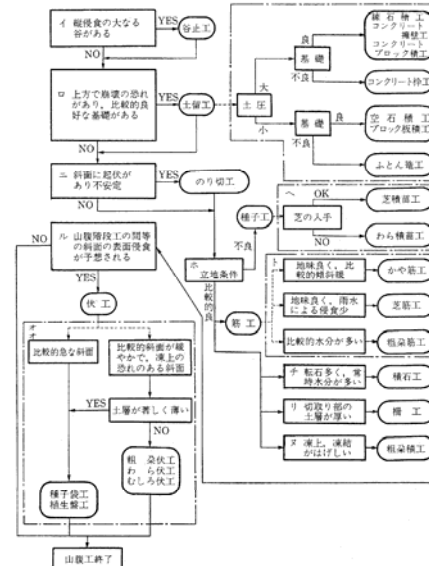 イ 縦侵食の大なる
谷がある
YES
谷止工
NO
ロ 上方で崩壊の恐れ
があり、比較的良
好な基礎がある
YES
土留工
NO
土圧
大
小
基礎
良
不良
練石積工
コンクリート
擁壁工
コンクリート
ブロック積工
コンクリート枠工
基礎
良
不良
空石積工
ブロック板積工
ふとん篭工
ニ 斜面に起伏が
あり不安定
YES
のり切工
NO
ホ
立地条件
不良
種子工
ヘ
芝の入手
OK
NO
芝積苗工
わら積苗工
比較的良
筋工
ト
地味良く、比
較的傾斜緩
かや筋工
地味良く、雨水
による侵食少
芝筋工
比較的水分が多い
粗朶筋工
チ 転石多く、常
時水分が多い
積石工
リ 切取り部の
土層が厚い
柵工
ヌ 凍上、凍結
がはげしい
粗朶積工
ル 山腹階段工の間等
の斜面の表面侵食
が予想される
NO
YES
伏工
オ
比較的急な斜面
比較的斜面が緩
やかで、凍上の
恐れのある斜面
土層が著しく薄い
YES
NO
粗朶伏工
わら伏工
むしろ伏工
種子袋工
植生盤工
山腹工終了